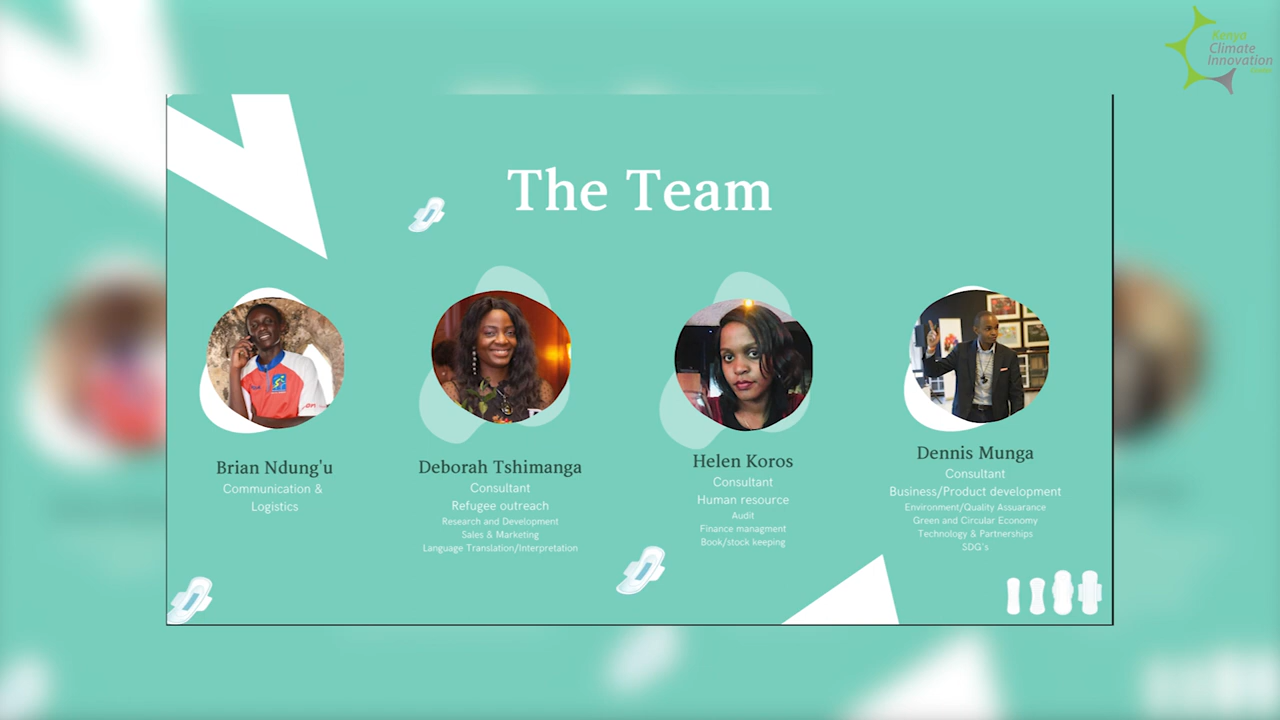 Kenya
Climate
Innovation
The Team
Brian Ndung'u
Communication &
Logistics
Deborah Tshimanga
Consultant
Refugee outreach
Research and Development
Sales & Marketing
Language Translation/Interpretation
Helen Koros
Consultant
Human resource
Audit
Finance managment
Book/stock keeping
Dennis Munga
Consultant
Business/Product development
Environment/Quality Assuarance
Green and Circular Economy
Technology & Partnerships
SDG's